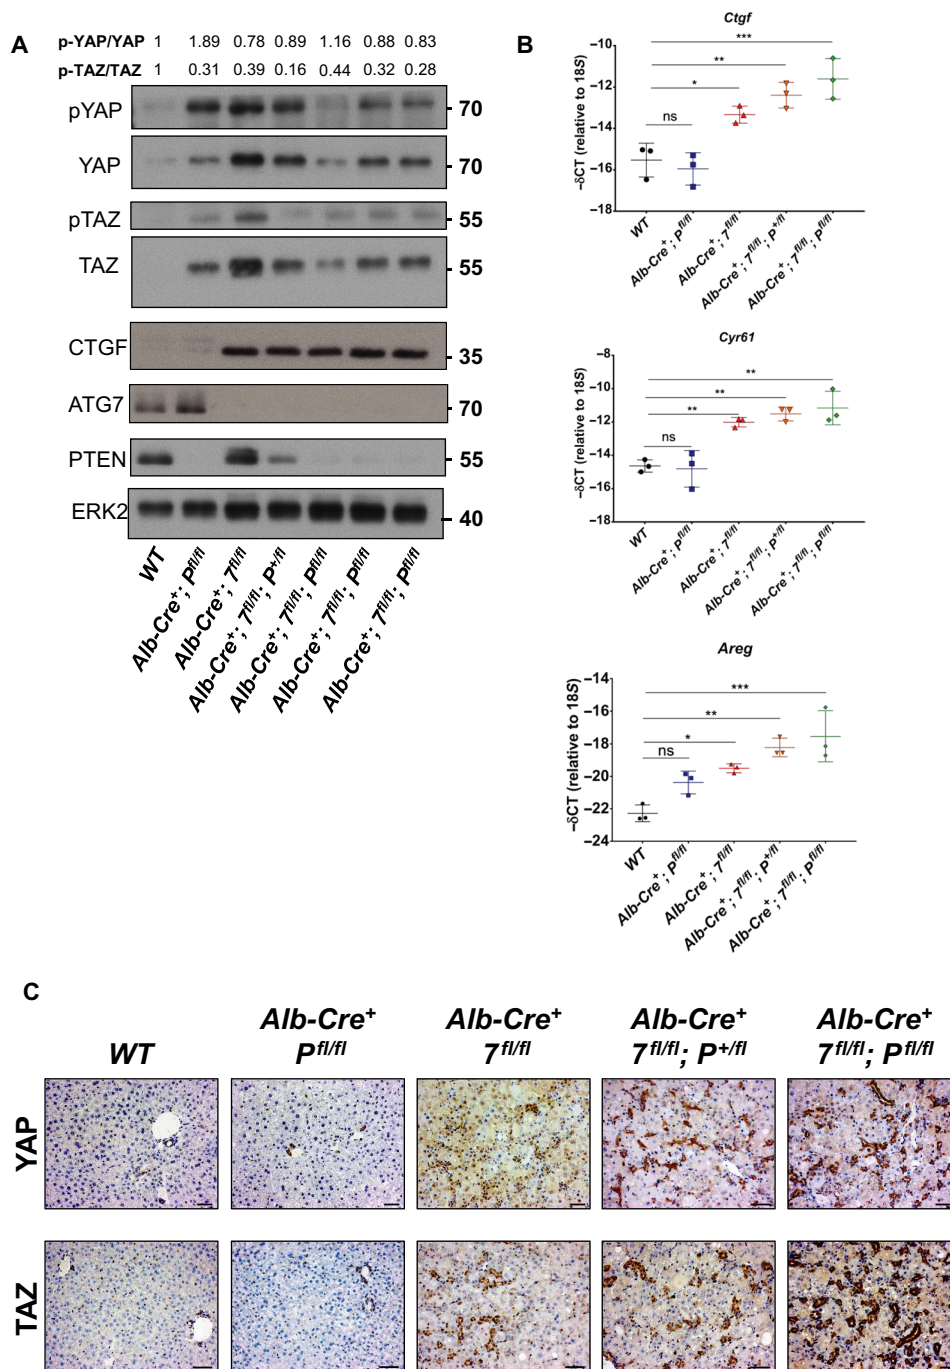 A
p-YAP/YAP 1 1.89 0.78 0.89 1.16 0.88 0.83
p-TAZ/TAZ 1 0.31 0.39 0.16 0.44 0.32 0.28
pYAP 70
YAP 70
pTAZ 55
TAZ 55
CTGF 35
ATG7 70
PTEN 55
ERK2 40
WT
Alb-Cre⁺; Pfl/fl
Alb-Cre⁺; 7fl/fl
Alb-Cre⁺; 7fl/fl; P⁺/fl
Alb-Cre⁺; 7fl/fl; Pfl/fl
Alb-Cre⁺; 7fl/fl; Pfl/fl
Alb-Cre⁺; 7fl/fl; Pfl/fl
B
Ctgf
−δCT (relative to 18S)
−10
−12
−14
−16
−18
***
**
*
ns
WT
Alb-Cre⁺; Pfl/fl
Alb-Cre⁺; 7fl/fl
Alb-Cre⁺; 7fl/fl; P⁺/fl
Alb-Cre⁺; 7fl/fl; Pfl/fl
Cyr61
−δCT (relative to 18S)
−8
−10
−12
−14
−16
−18
**
**
**
ns
WT
Alb-Cre⁺; Pfl/fl
Alb-Cre⁺; 7fl/fl
Alb-Cre⁺; 7fl/fl; P⁺/fl
Alb-Cre⁺; 7fl/fl; Pfl/fl
Areg
−δCT (relative to 18S)
−14
−16
−18
−20
−22
−24
***
**
*
ns
WT
Alb-Cre⁺; Pfl/fl
Alb-Cre⁺; 7fl/fl
Alb-Cre⁺; 7fl/fl; P⁺/fl
Alb-Cre⁺; 7fl/fl; Pfl/fl
C
WT
Alb-Cre⁺
Pfl/fl
Alb-Cre⁺
7fl/fl
Alb-Cre⁺
7fl/fl; P⁺/fl
Alb-Cre⁺
7fl/fl; Pfl/fl
YAP
TAZ